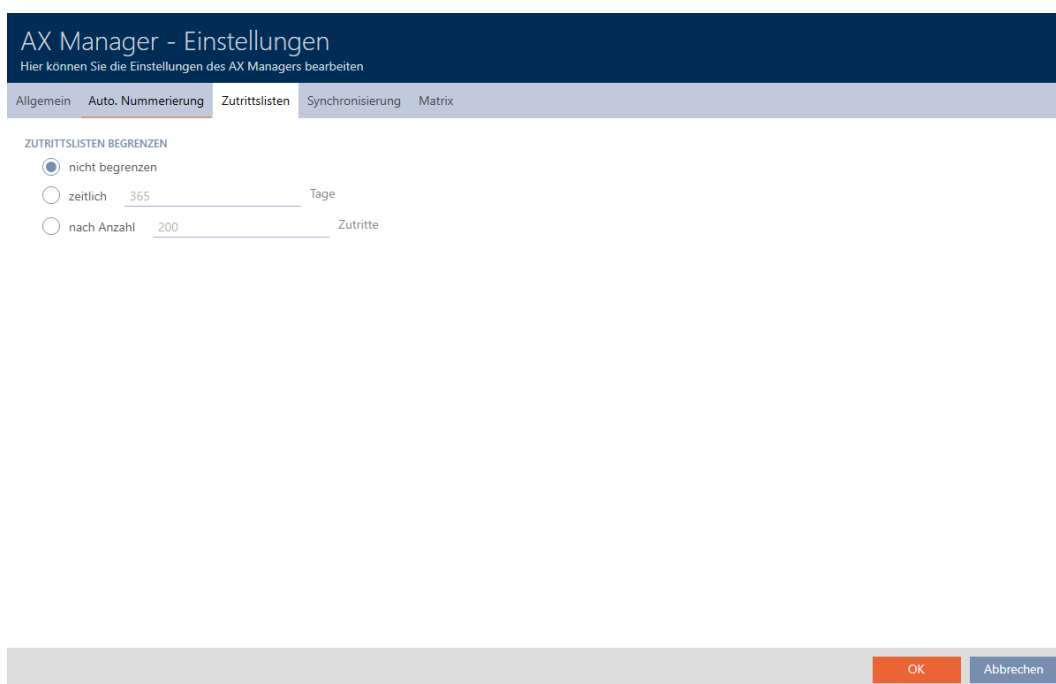 AX Manager - Einstellungen
Hier können Sie die Einstellungen des AX Managers bearbeiten
Allgemein Auto. Nummerierung Zutrittslisten Synchronisierung Matrix
ZUTRITTSLISTEN BEGRENZEN
nicht begrenzen
zeitlich 365 Tage
nach Anzahl 200 Zutritte
OK Abbrechen